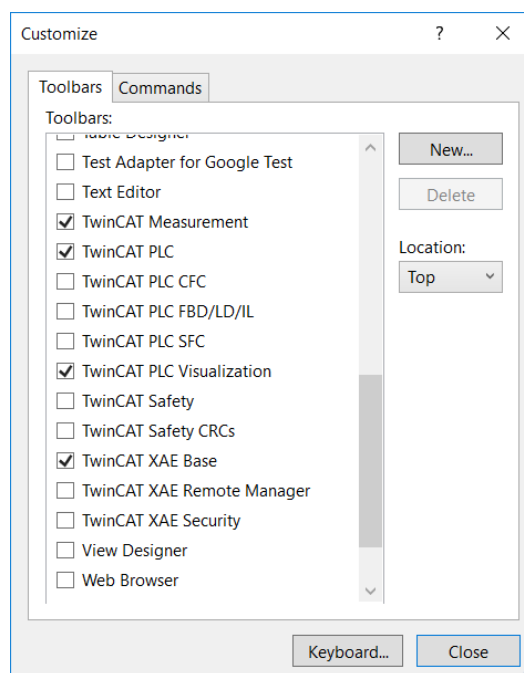 Customize
Toolbars Commands
Toolbars:
Table Designer
Test Adapter for Google Test
New...
Text Editor
Delete
TwinCAT Measurement
TwinCAT PLC
Location:
TwinCAT PLC CFC
Top
TwinCAT PLC FBD/LD/IL
TwinCAT PLC SFC
TwinCAT PLC Visualization
TwinCAT Safety
TwinCAT Safety CRCs
TwinCAT XAE Base
TwinCAT XAE Remote Manager
TwinCAT XAE Security
View Designer
Web Browser
Keyboard... Close